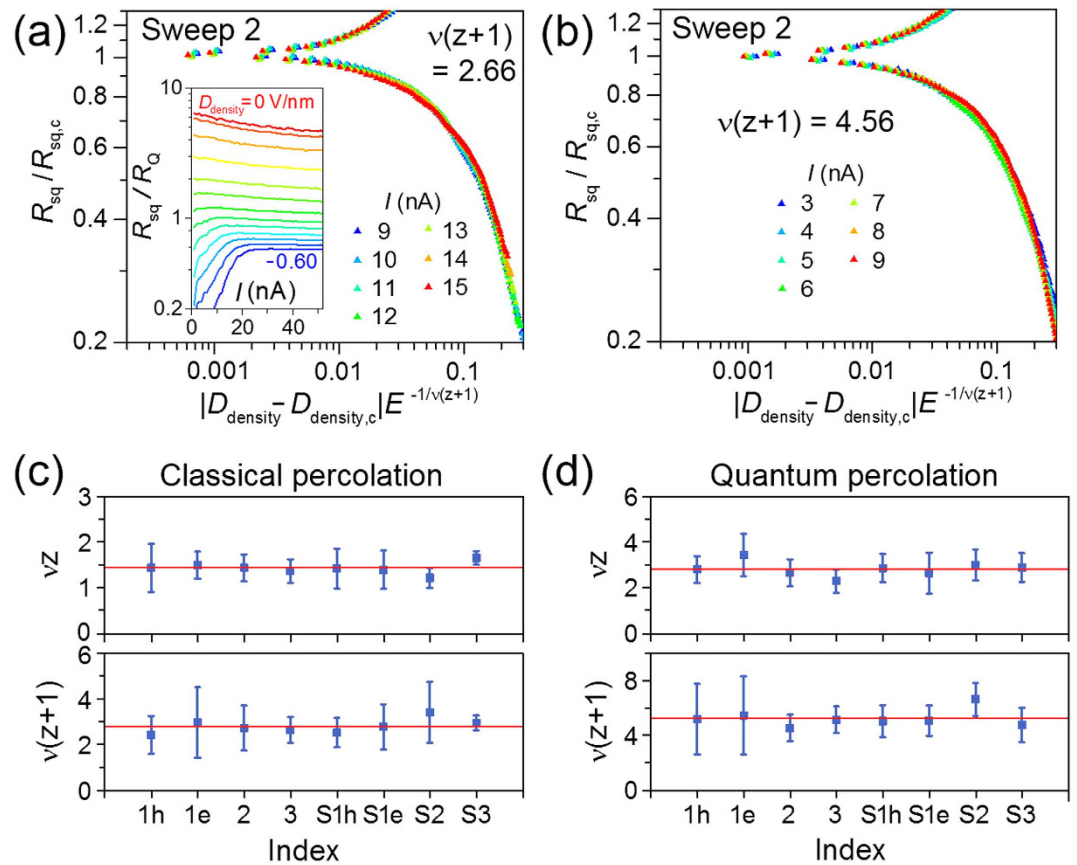 (a)
Sweep 2
ν(z+1)
= 2.66
R_sq / R_sq,c
1.2
1
0.8
0.6
0.4
0.2
D_density=0 V/nm
R_sq / R_Q
10
1
0.2
−0.60
I (nA)
0 20 40
I (nA)
9 13
10 14
11 15
12
0.001 0.01 0.1
|D_density − D_density,c|E^-1/ν(z+1)
(b)
Sweep 2
ν(z+1) = 4.56
R_sq / R_sq,c
1.2
1
0.8
0.6
0.4
0.2
I (nA)
3 7
4 8
5 9
6
0.001 0.01 0.1
|D_density − D_density,c|E^-1/ν(z+1)
(c)
Classical percolation
νz
3
2
1
0
ν(z+1)
6
4
2
0
1h 1e 2 3 S1h S1e S2 S3
Index
(d)
Quantum percolation
νz
6
4
2
0
ν(z+1)
8
4
0
1h 1e 2 3 S1h S1e S2 S3
Index